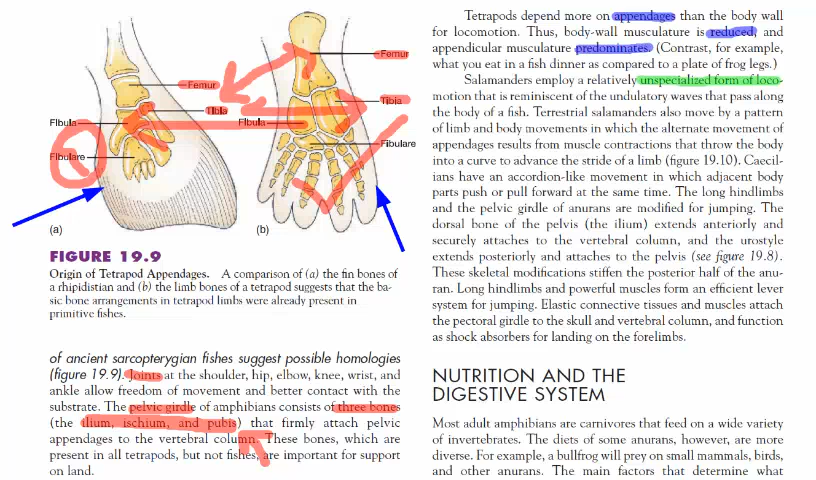 Femur
Tibia
Fibula
Fibulare
(a)
Femur
Tibia
Fibula
Fibulare
(b)
FIGURE 19.9
Origin of Tetrapod Appendages. A comparison of (a) the fin bones of
a rhipidistian and (b) the limb bones of a tetrapod suggests that the ba-
sic bone arrangements in tetrapod limbs were already present in
primitive fishes.
of ancient sarcopterygian fishes suggest possible homologies
(figure 19.9). Joints at the shoulder, hip, elbow, knee, wrist, and
ankle allow freedom of movement and better contact with the
substrate. The pelvic girdle of amphibians consists of three bones
(the ilium, ischium, and pubis) that firmly attach pelvic
appendages to the vertebral column. These bones, which are
present in all tetrapods, but not fishes, are important for support
on land.
Tetrapods depend more on appendages than the body wall
for locomotion. Thus, body-wall musculature is reduced, and
appendicular musculature predominates. (Contrast, for example,
what you eat in a fish dinner as compared to a plate of frog legs.)
Salamanders employ a relatively unspecialized form of loco-
motion that is reminiscent of the undulatory waves that pass along
the body of a fish. Terrestrial salamanders also move by a pattern
of limb and body movements in which the alternate movement of
appendages results from muscle contractions that throw the body
into a curve to advance the stride of a limb (figure 19.10). Caecil-
ians have an accordion-like movement in which adjacent body
parts push or pull forward at the same time. The long hindlimbs
and the pelvic girdle of anurans are modified for jumping. The
dorsal bone of the pelvis (the ilium) extends anteriorly and
securely attaches to the vertebral column, and the urostyle
extends posteriorly and attaches to the pelvis (see figure 19.8).
These skeletal modifications stiffen the posterior half of the anu-
ran. Long hindlimbs and powerful muscles form an efficient lever
system for jumping. Elastic connective tissues and muscles attach
the pectoral girdle to the skull and vertebral column, and function
as shock absorbers for landing on the forelimbs.
NUTRITION AND THE
DIGESTIVE SYSTEM
Most adult amphibians are carnivores that feed on a wide variety
of invertebrates. The diets of some anurans, however, are more
diverse. For example, a bullfrog will prey on small mammals, birds,
and other anurans. The main factors that determine what